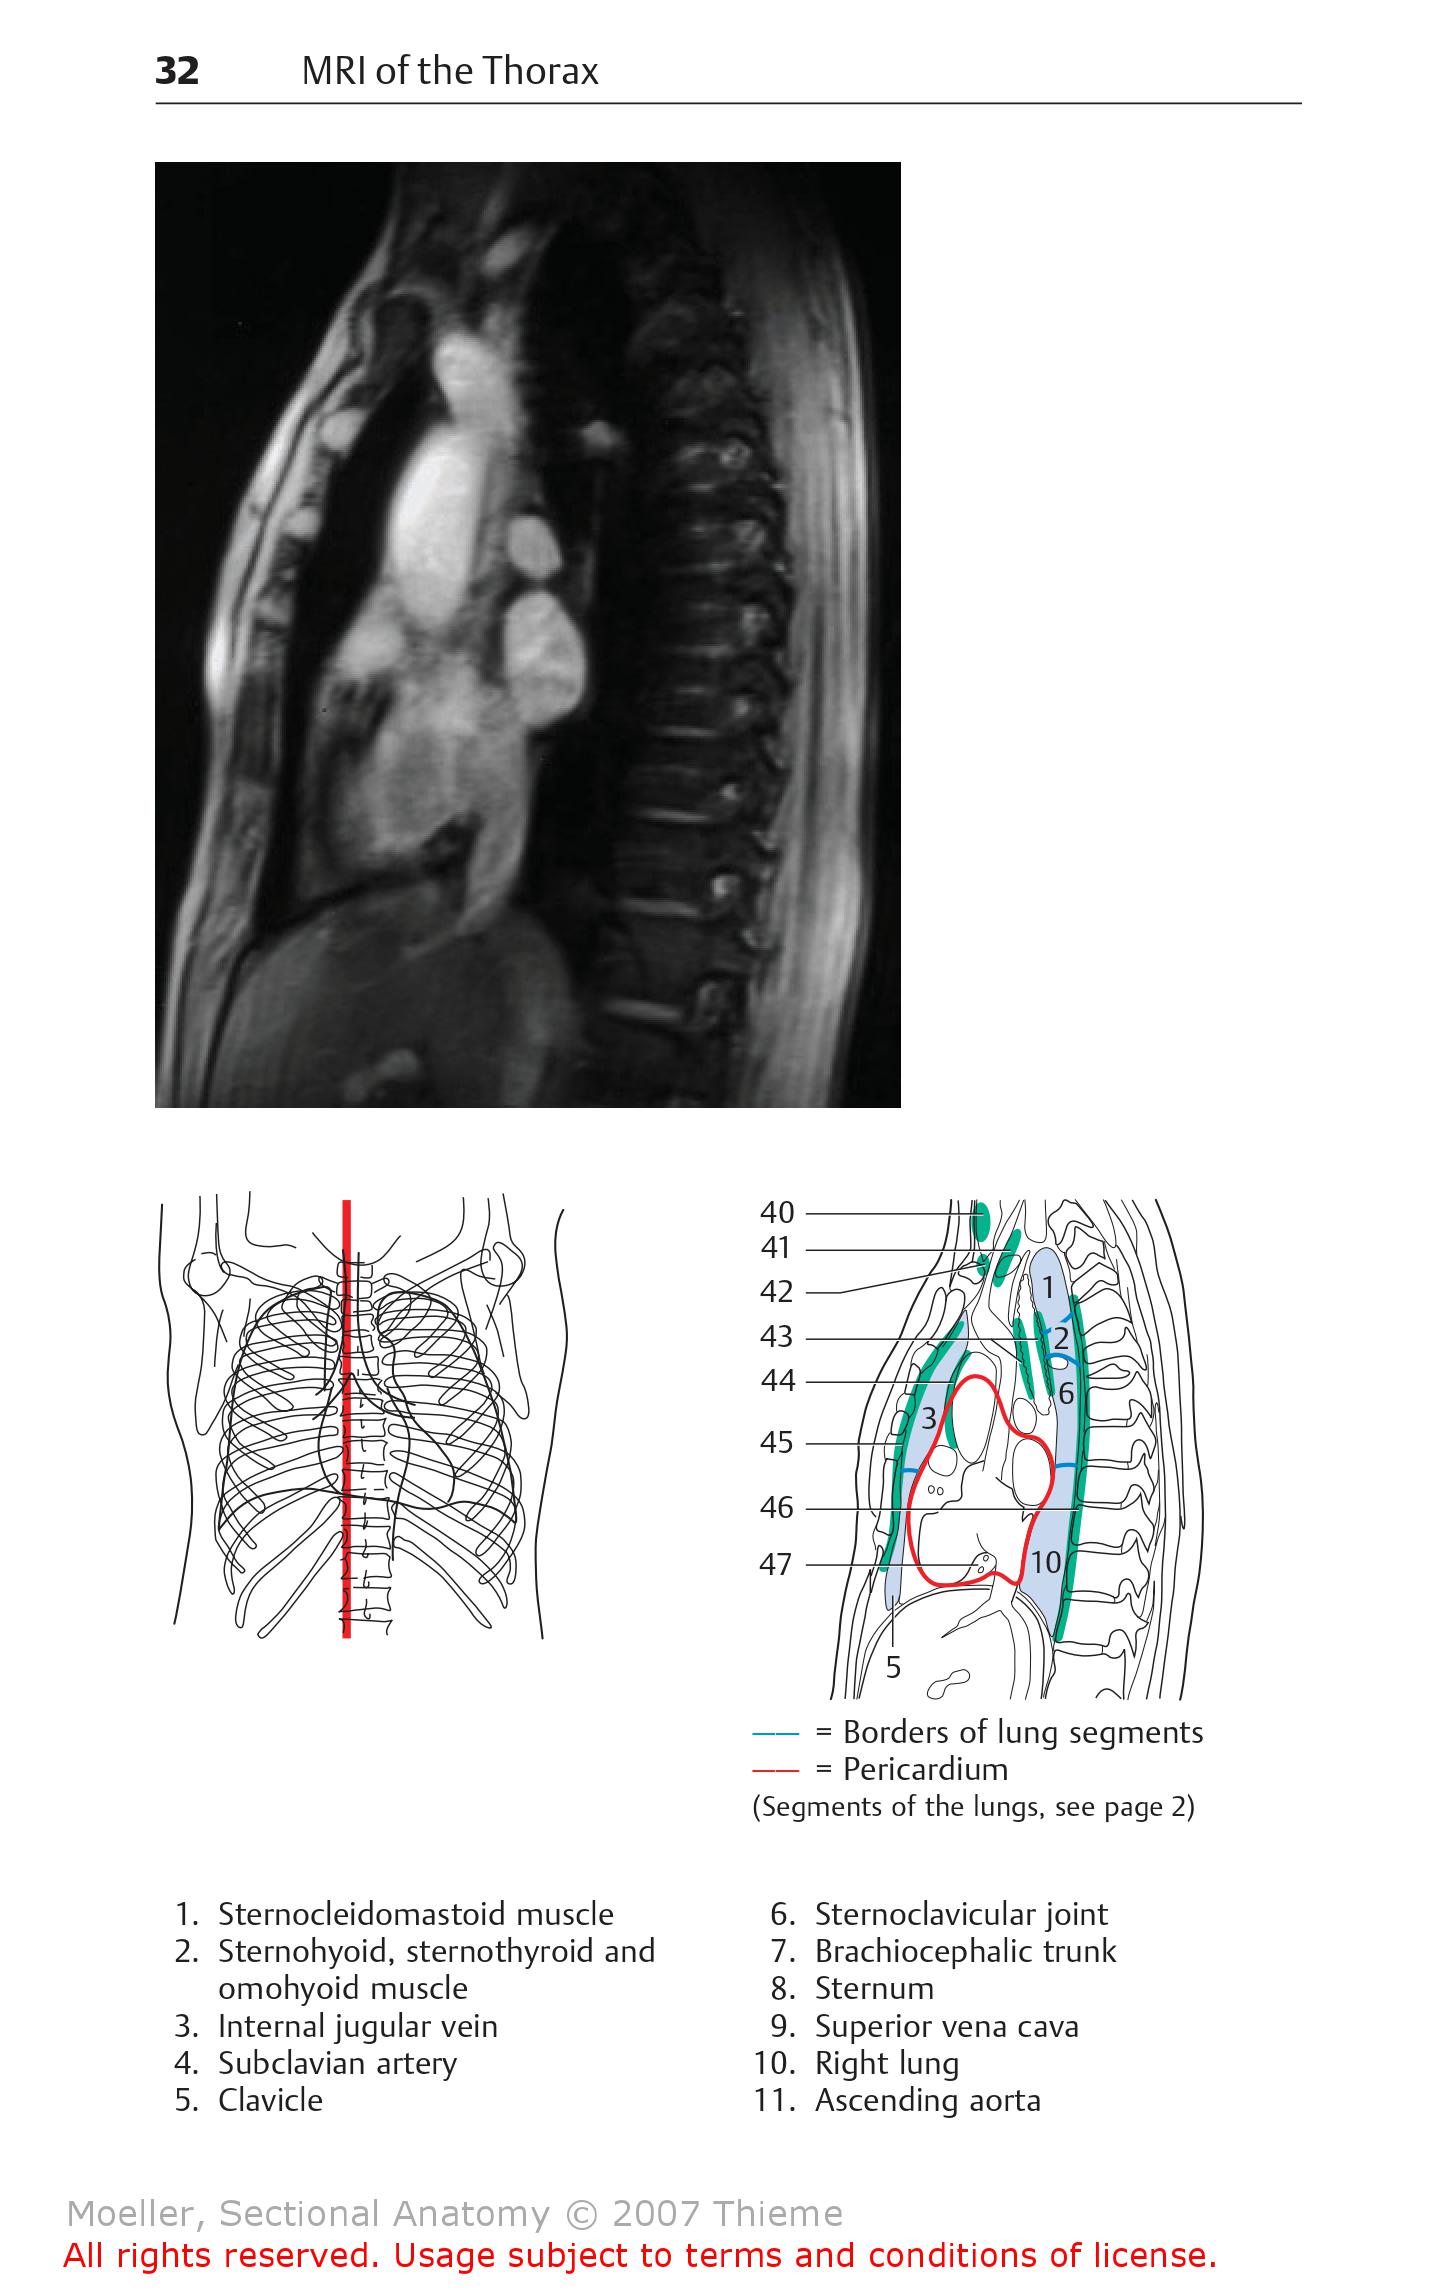 32 MRI of the Thorax
40
41
42
43
44
45
46
47
1
2
6
3
10
5
—— = Borders of lung segments
—— = Pericardium
(Segments of the lungs, see page 2)
1. Sternocleidomastoid muscle
2. Sternohyoid, sternothyroid and
omohyoid muscle
3. Internal jugular vein
4. Subclavian artery
5. Clavicle
6. Sternoclavicular joint
7. Brachiocephalic trunk
8. Sternum
9. Superior vena cava
10. Right lung
11. Ascending aorta
Moeller, Sectional Anatomy © 2007 Thieme
All rights reserved. Usage subject to terms and conditions of license.